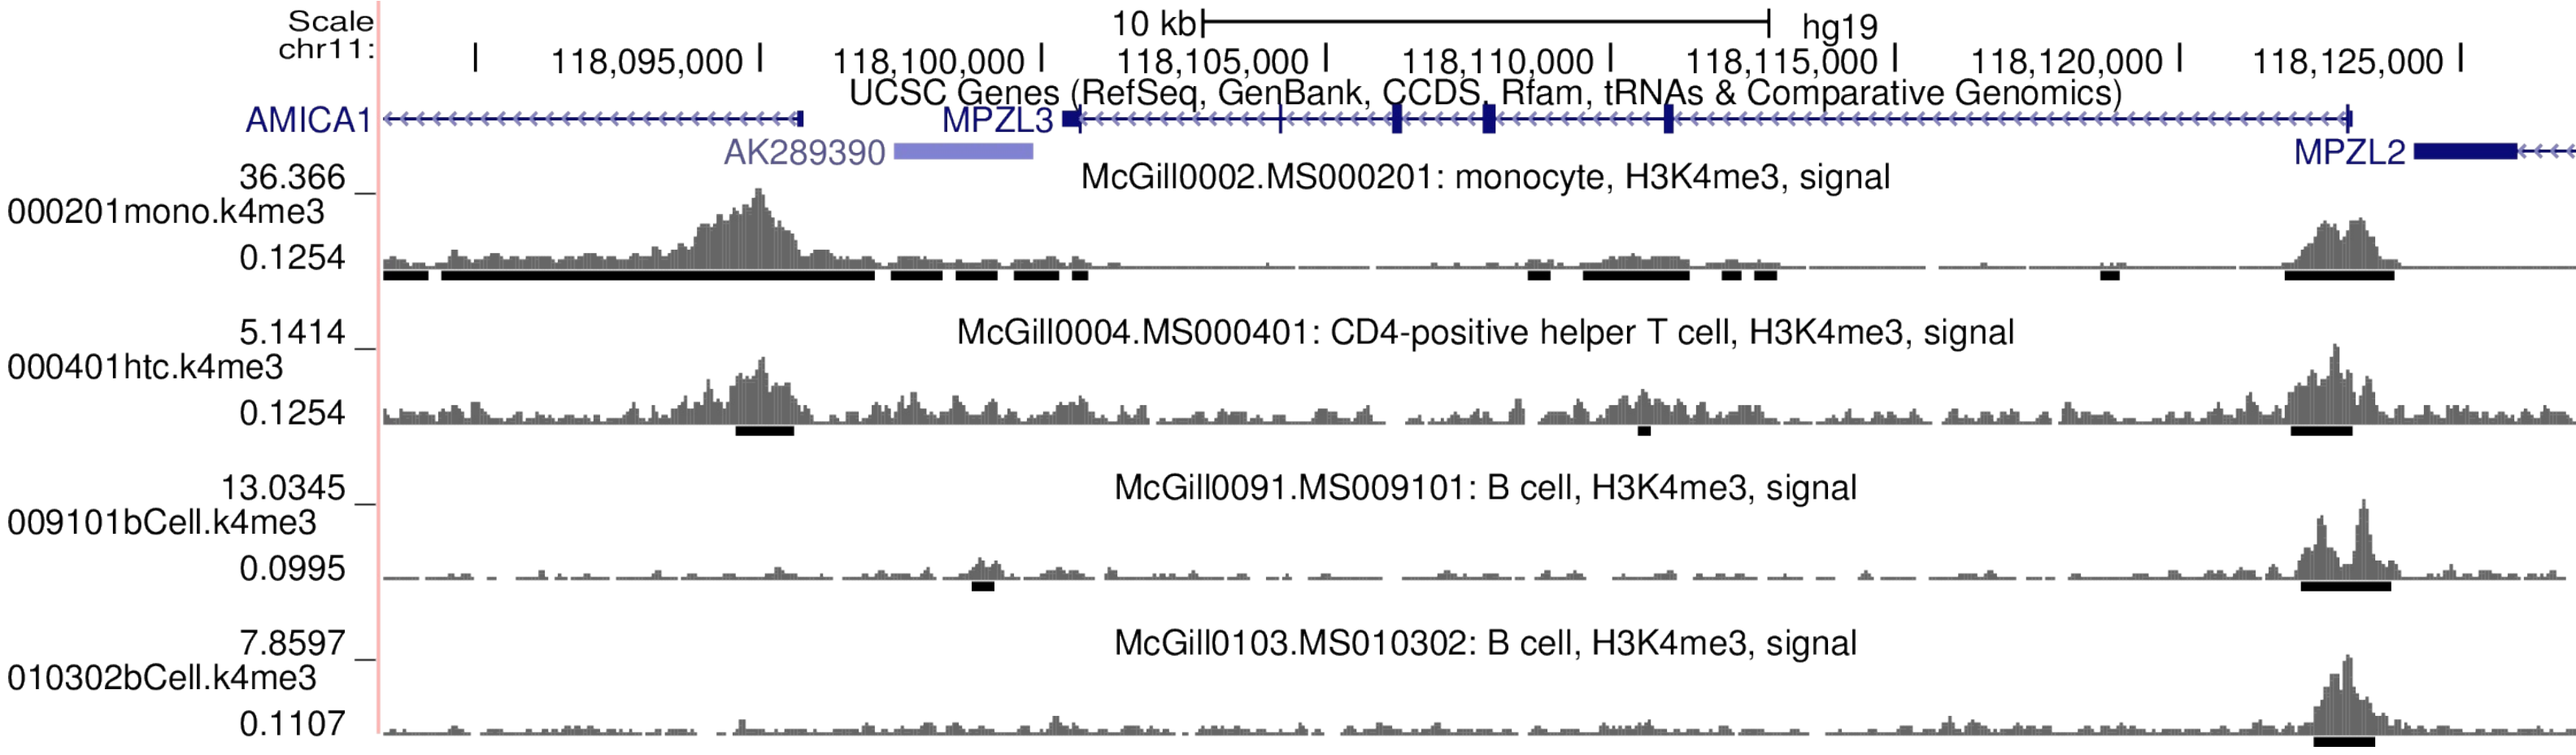 Scale 10 kb hg19
chr11: 118,095,000 118,100,000 118,105,000 118,110,000 118,115,000 118,120,000 118,125,000
UCSC Genes (RefSeq, GenBank, CCDS, Rfam, tRNAs & Comparative Genomics)
AMICA1 MPZL3
AK289390 MPZL2
36.366 McGill0002.MS000201: monocyte, H3K4me3, signal
000201mono.k4me3
0.1254
5.1414 McGill0004.MS000401: CD4-positive helper T cell, H3K4me3, signal
000401htc.k4me3
0.1254
13.0345 McGill0091.MS009101: B cell, H3K4me3, signal
009101bCell.k4me3
0.0995
7.8597 McGill0103.MS010302: B cell, H3K4me3, signal
010302bCell.k4me3
0.1107